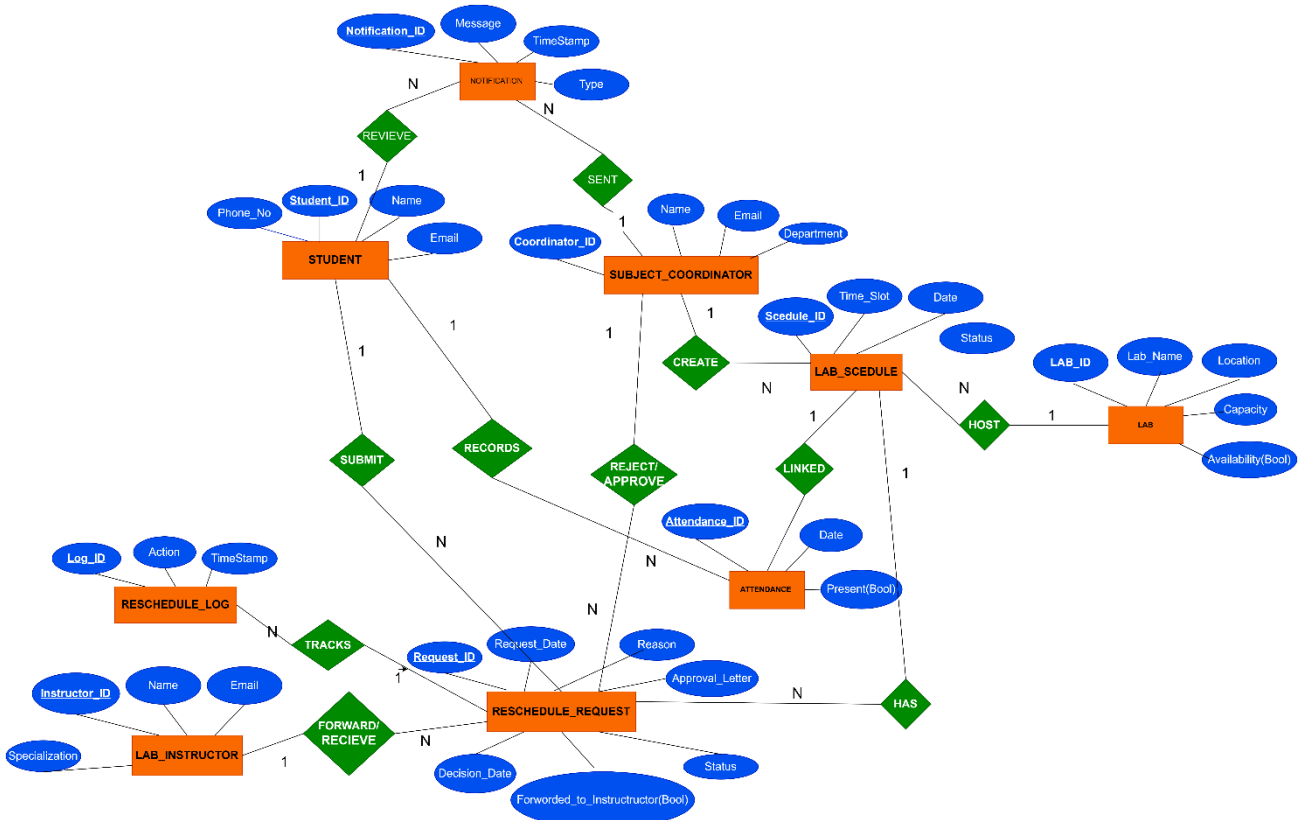 Notification_ID
Message
TimeStamp
Type
NOTIFICATION
N
N
REVIEVE
SENT
1
1
Phone_No
Student_ID
Name
Email
STUDENT
Coordinator_ID
Name
Email
Department
SUBJECT_COORDINATOR
1
1
1
1
CREATE
N
Scedule_ID
Time_Slot
Date
Status
LAB_SCEDULE
N
HOST
1
LAB_ID
Lab_Name
Location
Capacity
Availability(Bool)
LAB
SUBMIT
RECORDS
REJECT/
APPROVE
1
LINKED
1
Attendance_ID
Date
Present(Bool)
ATTENDANCE
N
N
N
Log_ID
Action
TimeStamp
RESCHEDULE_LOG
N
TRACKS
1
Request_ID
Request_Date
Reason
Approval_Letter
RESCHEDULE_REQUEST
N
HAS
Instructor_ID
Name
Email
Specialization
LAB_INSTRUCTOR
1
FORWARD/
RECIEVE
N
Decision_Date
Forworded_to_Instructructor(Bool)
Status